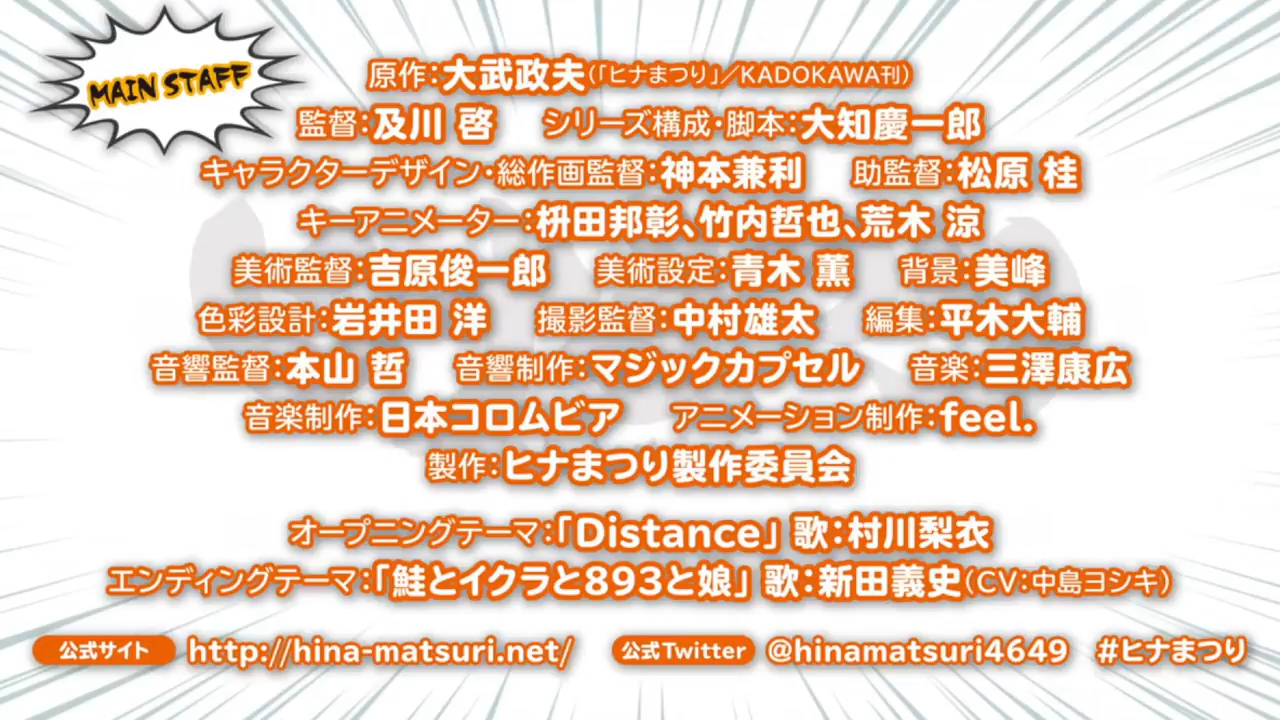 MAIN STAFF
原作:大武政夫(「ヒナまつり」/KADOKAWA刊)
監督:及川 啓 シリーズ構成・脚本:大知慶一郎
キャラクターデザイン・総作画監督:神本兼利 助監督:松原 桂
キーアニメーター:枡田邦彰、竹内哲也、荒木 涼
美術監督:吉原俊一郎 美術設定:青木 薫 背景:美峰
色彩設計:岩井田 洋 撮影監督:中村雄太 編集:平木大輔
音響監督:本山 哲 音響制作:マジックカプセル 音楽:三澤康広
音楽制作:日本コロムビア アニメーション制作:feel.
製作:ヒナまつり製作委員会
オープニングテーマ:「Distance」 歌:村川梨衣
エンディングテーマ:「鮭とイクラと893と娘」 歌:新田義史(CV:中島ヨシキ)
公式サイト http://hina-matsuri.net/ 公式Twitter @hinamatsuri4649 #ヒナまつり